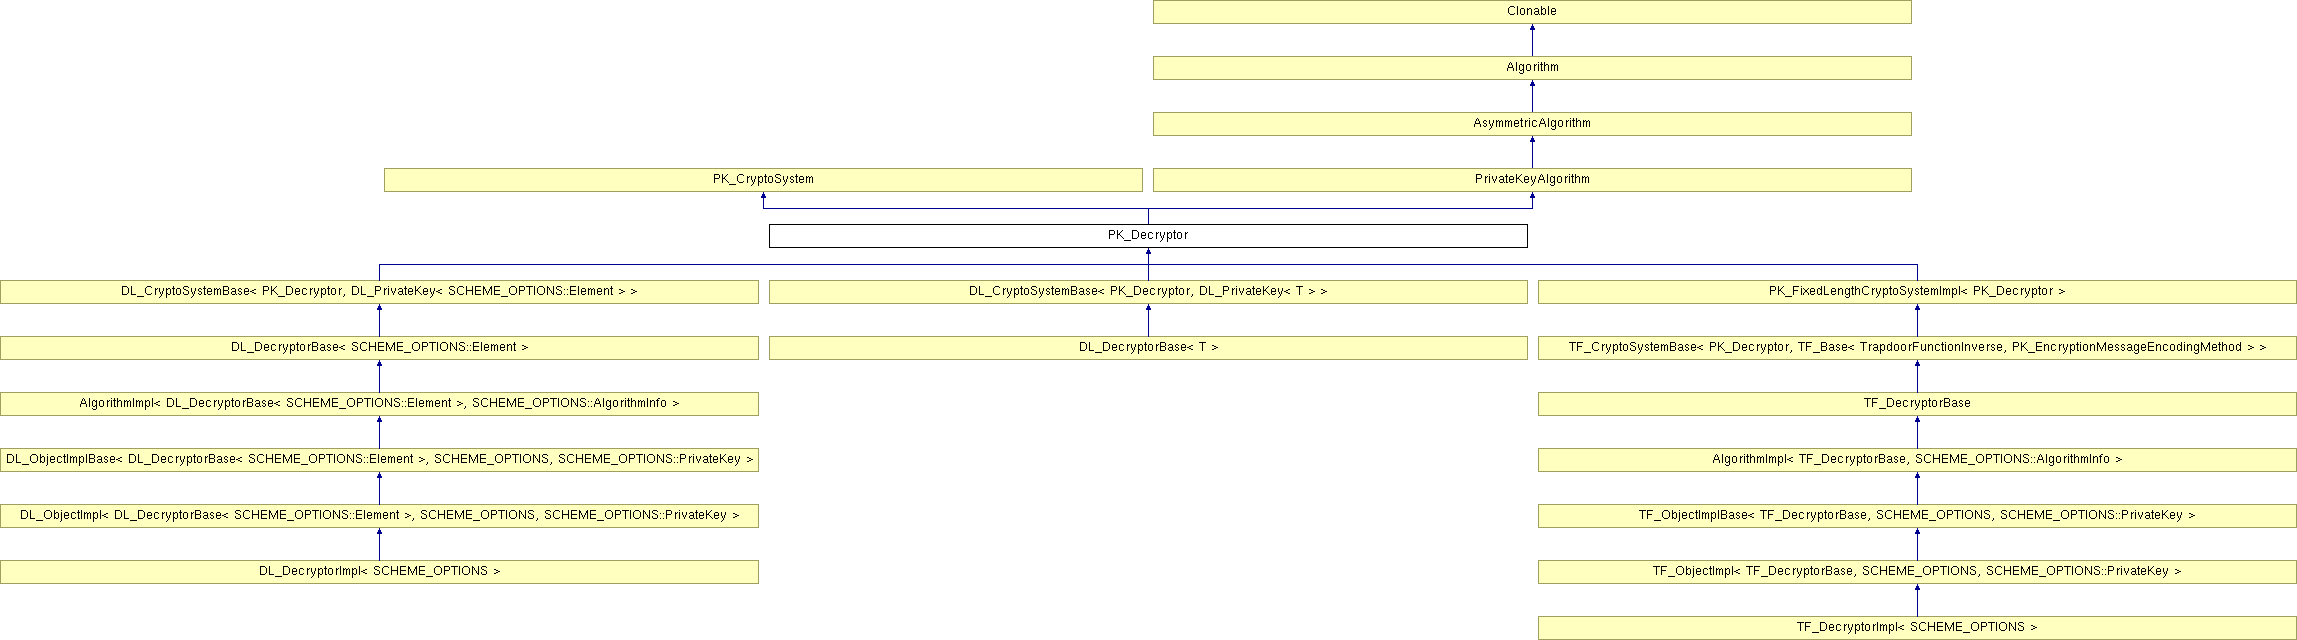 Clonable
Algorithm
AsymmetricAlgorithm
PK_CryptoSystem
PrivateKeyAlgorithm
PK_Decryptor
DL_CryptoSystemBase< PK_Decryptor, DL_PrivateKey< SCHEME_OPTIONS::Element > >
DL_CryptoSystemBase< PK_Decryptor, DL_PrivateKey< T > >
PK_FixedLengthCryptoSystemImpl< PK_Decryptor >
DL_DecryptorBase< SCHEME_OPTIONS::Element >
DL_DecryptorBase< T >
TF_CryptoSystemBase< PK_Decryptor, TF_Base< TrapdoorFunctionInverse, PK_EncryptionMessageEncodingMethod > >
AlgorithmImpl< DL_DecryptorBase< SCHEME_OPTIONS::Element >, SCHEME_OPTIONS::AlgorithmInfo >
TF_DecryptorBase
DL_ObjectImplBase< DL_DecryptorBase< SCHEME_OPTIONS::Element >, SCHEME_OPTIONS, SCHEME_OPTIONS::PrivateKey >
AlgorithmImpl< TF_DecryptorBase, SCHEME_OPTIONS::AlgorithmInfo >
DL_ObjectImpl< DL_DecryptorBase< SCHEME_OPTIONS::Element >, SCHEME_OPTIONS, SCHEME_OPTIONS::PrivateKey >
TF_ObjectImplBase< TF_DecryptorBase, SCHEME_OPTIONS, SCHEME_OPTIONS::PrivateKey >
DL_DecryptorImpl< SCHEME_OPTIONS >
TF_ObjectImpl< TF_DecryptorBase, SCHEME_OPTIONS, SCHEME_OPTIONS::PrivateKey >
TF_DecryptorImpl< SCHEME_OPTIONS >